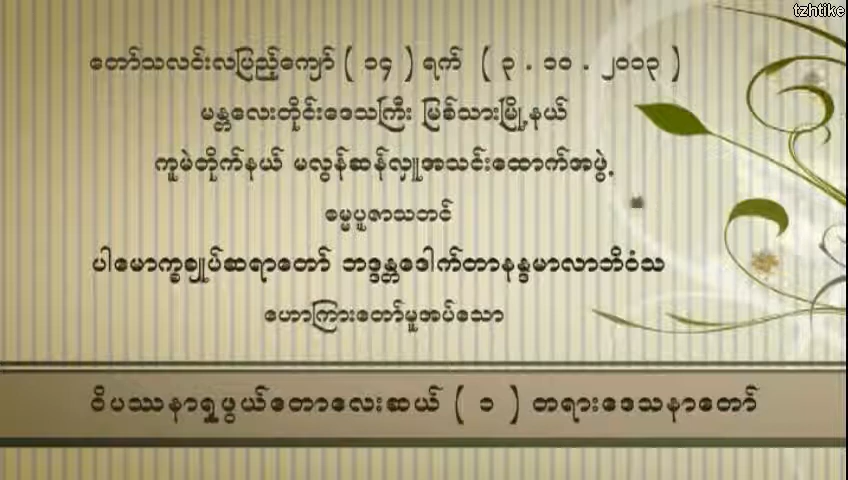 tzhtike
တော်သလင်းလပြည့်ကျော် ( ၁၄ ) ရက် ( ၃ . ၁၀ . ၂၀၁၃ )
မန္တလေးတိုင်းဒေသကြီး မြစ်သားမြို့နယ်
ကူမဲတိုက်နယ် မလွန်ဆန်လှူအသင်းထောက်အဖွဲ့
ဓမ္မပူဇာသဘင်
ပါမောက္ခချုပ်ဆရာတော် ဘဒ္ဒန္တဒေါက်တာနန္ဒမာလာဘိဝံသ
ဟောကြားတော်မူအပ်သော
ဝိပဿနာရှုဖွယ်တောလေးဆယ် ( ၁ ) တရားဒေသနာတော်